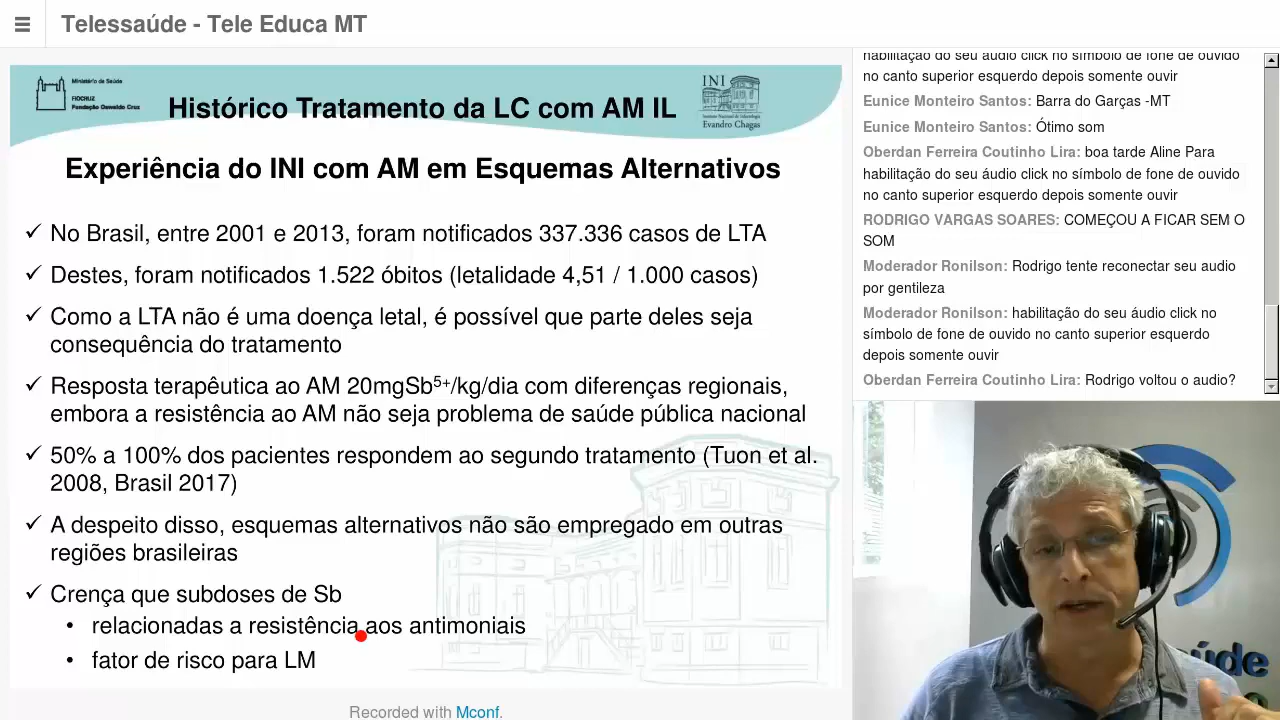 Telessaúde - Tele Educa MT
Ministério da Saúde
FIOCRUZ
Fundação Oswaldo Cruz
INI
Evandro Chagas
Histórico Tratamento da LC com AM IL
Experiência do INI com AM em Esquemas Alternativos
✓ No Brasil, entre 2001 e 2013, foram notificados 337.336 casos de LTA
✓ Destes, foram notificados 1.522 óbitos (letalidade 4,51 / 1.000 casos)
✓ Como a LTA não é uma doença letal, é possível que parte deles seja
consequência do tratamento
✓ Resposta terapêutica ao AM 20mgSb⁵⁺/kg/dia com diferenças regionais,
embora a resistência ao AM não seja problema de saúde pública nacional
✓ 50% a 100% dos pacientes respondem ao segundo tratamento (Tuon et al.
2008, Brasil 2017)
✓ A despeito disso, esquemas alternativos não são empregado em outras
regiões brasileiras
✓ Crença que subdoses de Sb
• relacionadas a resistência aos antimoniais
• fator de risco para LM
Recorded with Mconf.
habilitação do seu áudio click no símbolo de fone de ouvido
no canto superior esquerdo depois somente ouvir
Eunice Monteiro Santos: Barra do Garças -MT
Eunice Monteiro Santos: Ótimo som
Oberdan Ferreira Coutinho Lira: boa tarde Aline Para
habilitação do seu áudio click no símbolo de fone de ouvido
no canto superior esquerdo depois somente ouvir
RODRIGO VARGAS SOARES: COMEÇOU A FICAR SEM O
SOM
Moderador Ronilson: Rodrigo tente reconectar seu audio
por gentileza
Moderador Ronilson: habilitação do seu áudio click no
símbolo de fone de ouvido no canto superior esquerdo
depois somente ouvir
Oberdan Ferreira Coutinho Lira: Rodrigo voltou o audio?
úde